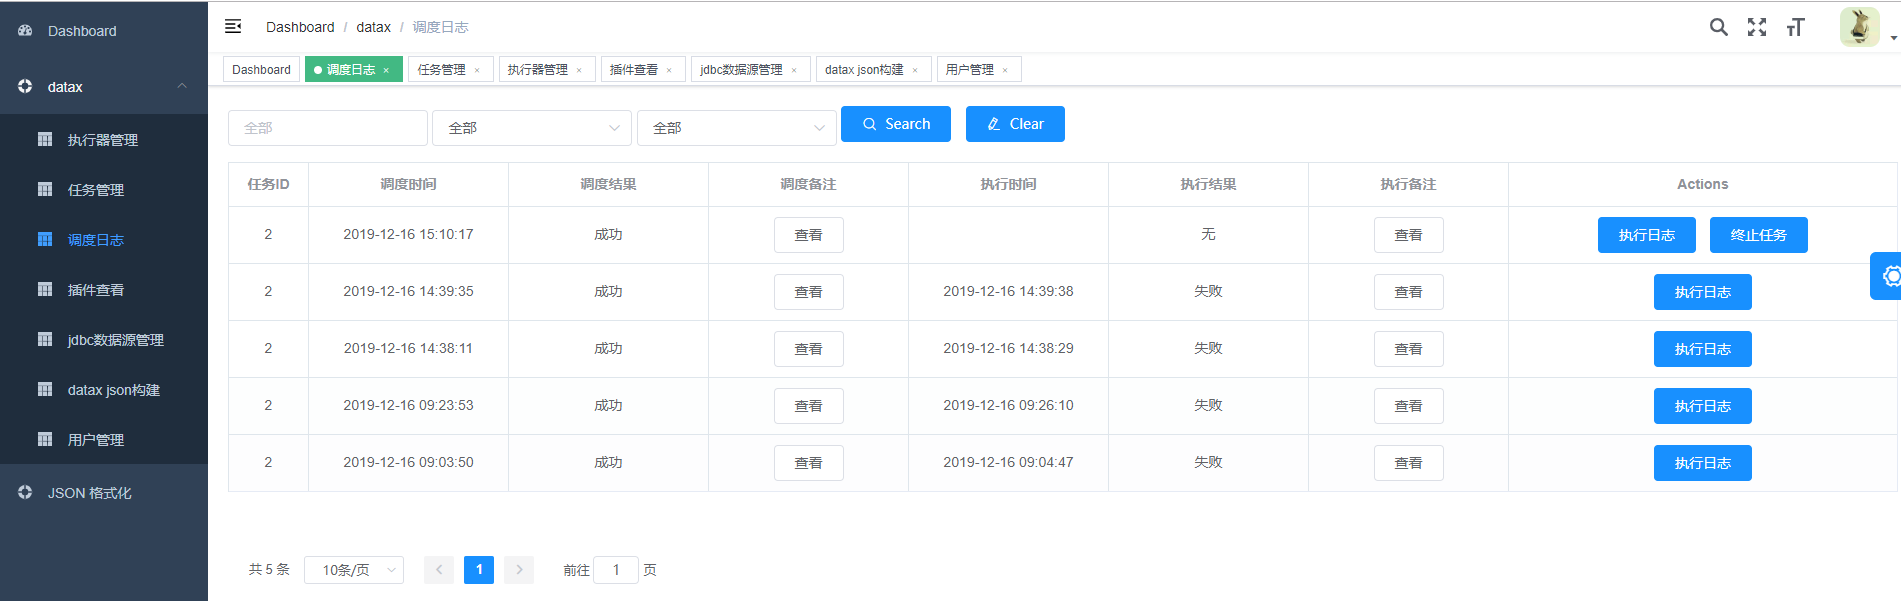 Dashboard
datax
执行器管理
任务管理
调度日志
插件查看
jdbc数据源管理
datax json构建
用户管理
JSON 格式化
Dashboard / datax / 调度日志
Dashboard 调度日志 × 任务管理 × 执行器管理 × 插件查看 × jdbc数据源管理 × datax json构建 × 用户管理 ×
全部 全部 全部 Search Clear
任务ID 调度时间 调度结果 调度备注 执行时间 执行结果 执行备注 Actions
2 2019-12-16 15:10:17 成功 查看 无 查看 执行日志 终止任务
2 2019-12-16 14:39:35 成功 查看 2019-12-16 14:39:38 失败 查看 执行日志
2 2019-12-16 14:38:11 成功 查看 2019-12-16 14:38:29 失败 查看 执行日志
2 2019-12-16 09:23:53 成功 查看 2019-12-16 09:26:10 失败 查看 执行日志
2 2019-12-16 09:03:50 成功 查看 2019-12-16 09:04:47 失败 查看 执行日志
共 5 条 10条/页 1 前往 1 页